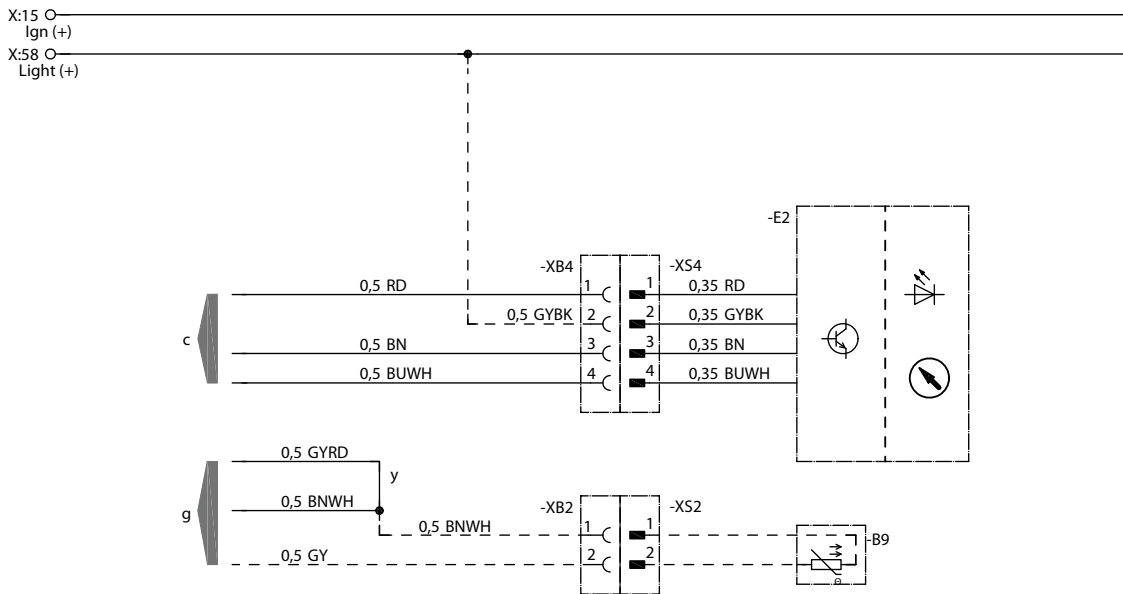 X:15
Ign (+)
X:58
Light (+)
-E2
-XB4 -XS4
0,5 RD 1 1 0,35 RD
0,5 GYBK 2 2 0,35 GYBK
c
0,5 BN 3 3 0,35 BN
0,5 BUWH 4 4 0,35 BUWH
0,5 GYRD
y
g
0,5 BNWH
-XB2 -XS2
0,5 BNWH 1 1
-B9
0,5 GY 2 2
Θ